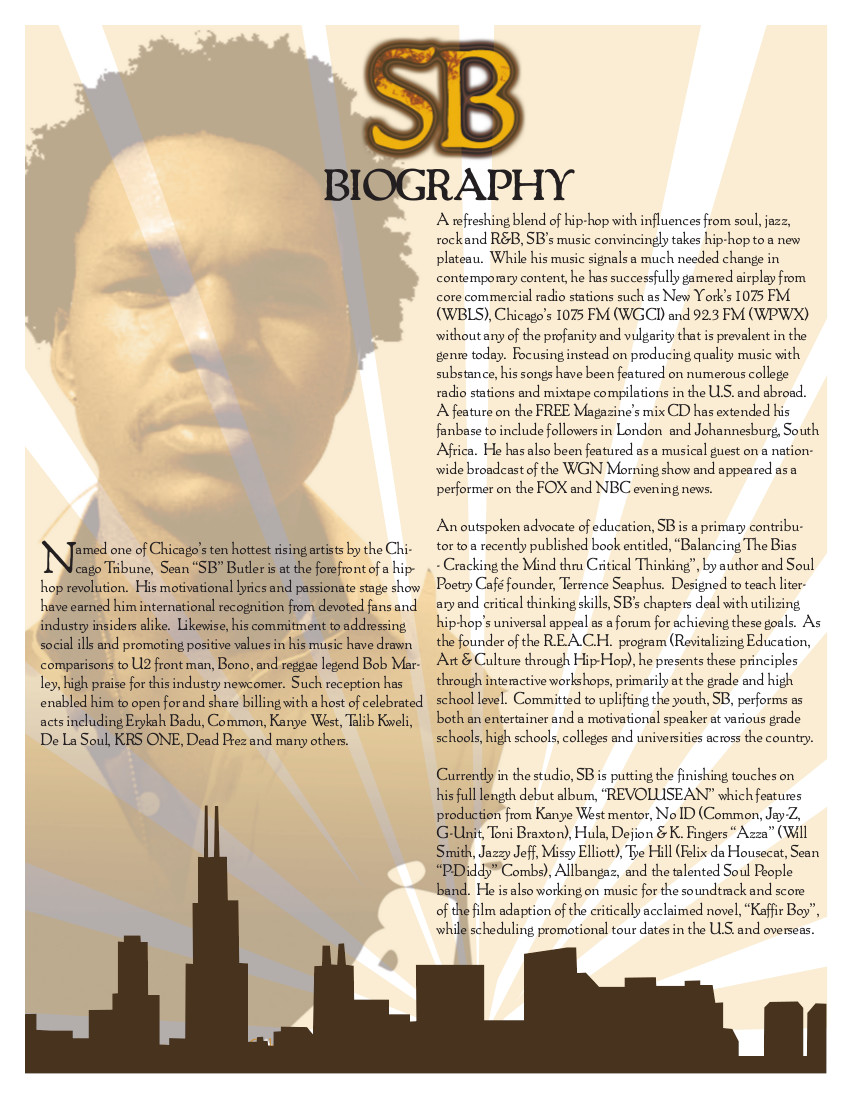 SB
BIOGRAPHY
Named one of Chicago's ten hottest rising artists by the Chi-
cago Tribune, Sean "SB" Butler is at the forefront of a hip-
hop revolution. His motivational lyrics and passionate stage show
have earned him international recognition from devoted fans and
industry insiders alike. Likewise, his commitment to addressing
social ills and promoting positive values in his music have drawn
comparisons to U2 front man, Bono, and reggae legend Bob Mar-
ley, high praise for this industry newcomer. Such reception has
enabled him to open for and share billing with a host of celebrated
acts including Erykah Badu, Common, Kanye West, Talib Kweli,
De La Soul, KRS ONE, Dead Prez and many others.
A refreshing blend of hip-hop with influences from soul, jazz,
rock and R&B, SB's music convincingly takes hip-hop to a new
plateau. While his music signals a much needed change in
contemporary content, he has successfully garnered airplay from
core commercial radio stations such as New York's 1075 FM
(WBLS), Chicago's 1075 FM (WGCI) and 92.3 FM (WPWX)
without any of the profanity and vulgarity that is prevalent in the
genre today. Focusing instead on producing quality music with
substance, his songs have been featured on numerous college
radio stations and mixtape compilations in the U.S. and abroad.
A feature on the FREE Magazine's mix CD has extended his
fanbase to include followers in London and Johannesburg, South
Africa. He has also been featured as a musical guest on a nation-
wide broadcast of the WGN Morning show and appeared as a
performer on the FOX and NBC evening news.
An outspoken advocate of education, SB is a primary contribu-
tor to a recently published book entitled, "Balancing The Bias
- Cracking the Mind thru Critical Thinking", by author and Soul
Poetry Café founder, Terrence Seaphus. Designed to teach liter-
ary and critical thinking skills, SB's chapters deal with utilizing
hip-hop's universal appeal as a forum for achieving these goals. As
the founder of the R.E.A.C.H. program (Revitalizing Education,
Art & Culture through Hip-Hop), he presents these principles
through interactive workshops, primarily at the grade and high
school level. Committed to uplifting the youth, SB, performs as
both an entertainer and a motivational speaker at various grade
schools, high schools, colleges and universities across the country.
Currently in the studio, SB is putting the finishing touches on
his full length debut album, "REVOLUSEAN" which features
production from Kanye West mentor, No ID (Common, Jay-Z,
G-Unit, Toni Braxton), Hula, Dejion & K. Fingers "Azza" (Will
Smith, Jazzy Jeff, Missy Elliott), Tye Hill (Felix da Housecat, Sean
"P-Diddy" Combs), Allbangaz, and the talented Soul People
band. He is also working on music for the soundtrack and score
of the film adaption of the critically acclaimed novel, "Kaffir Boy",
while scheduling promotional tour dates in the U.S. and overseas.